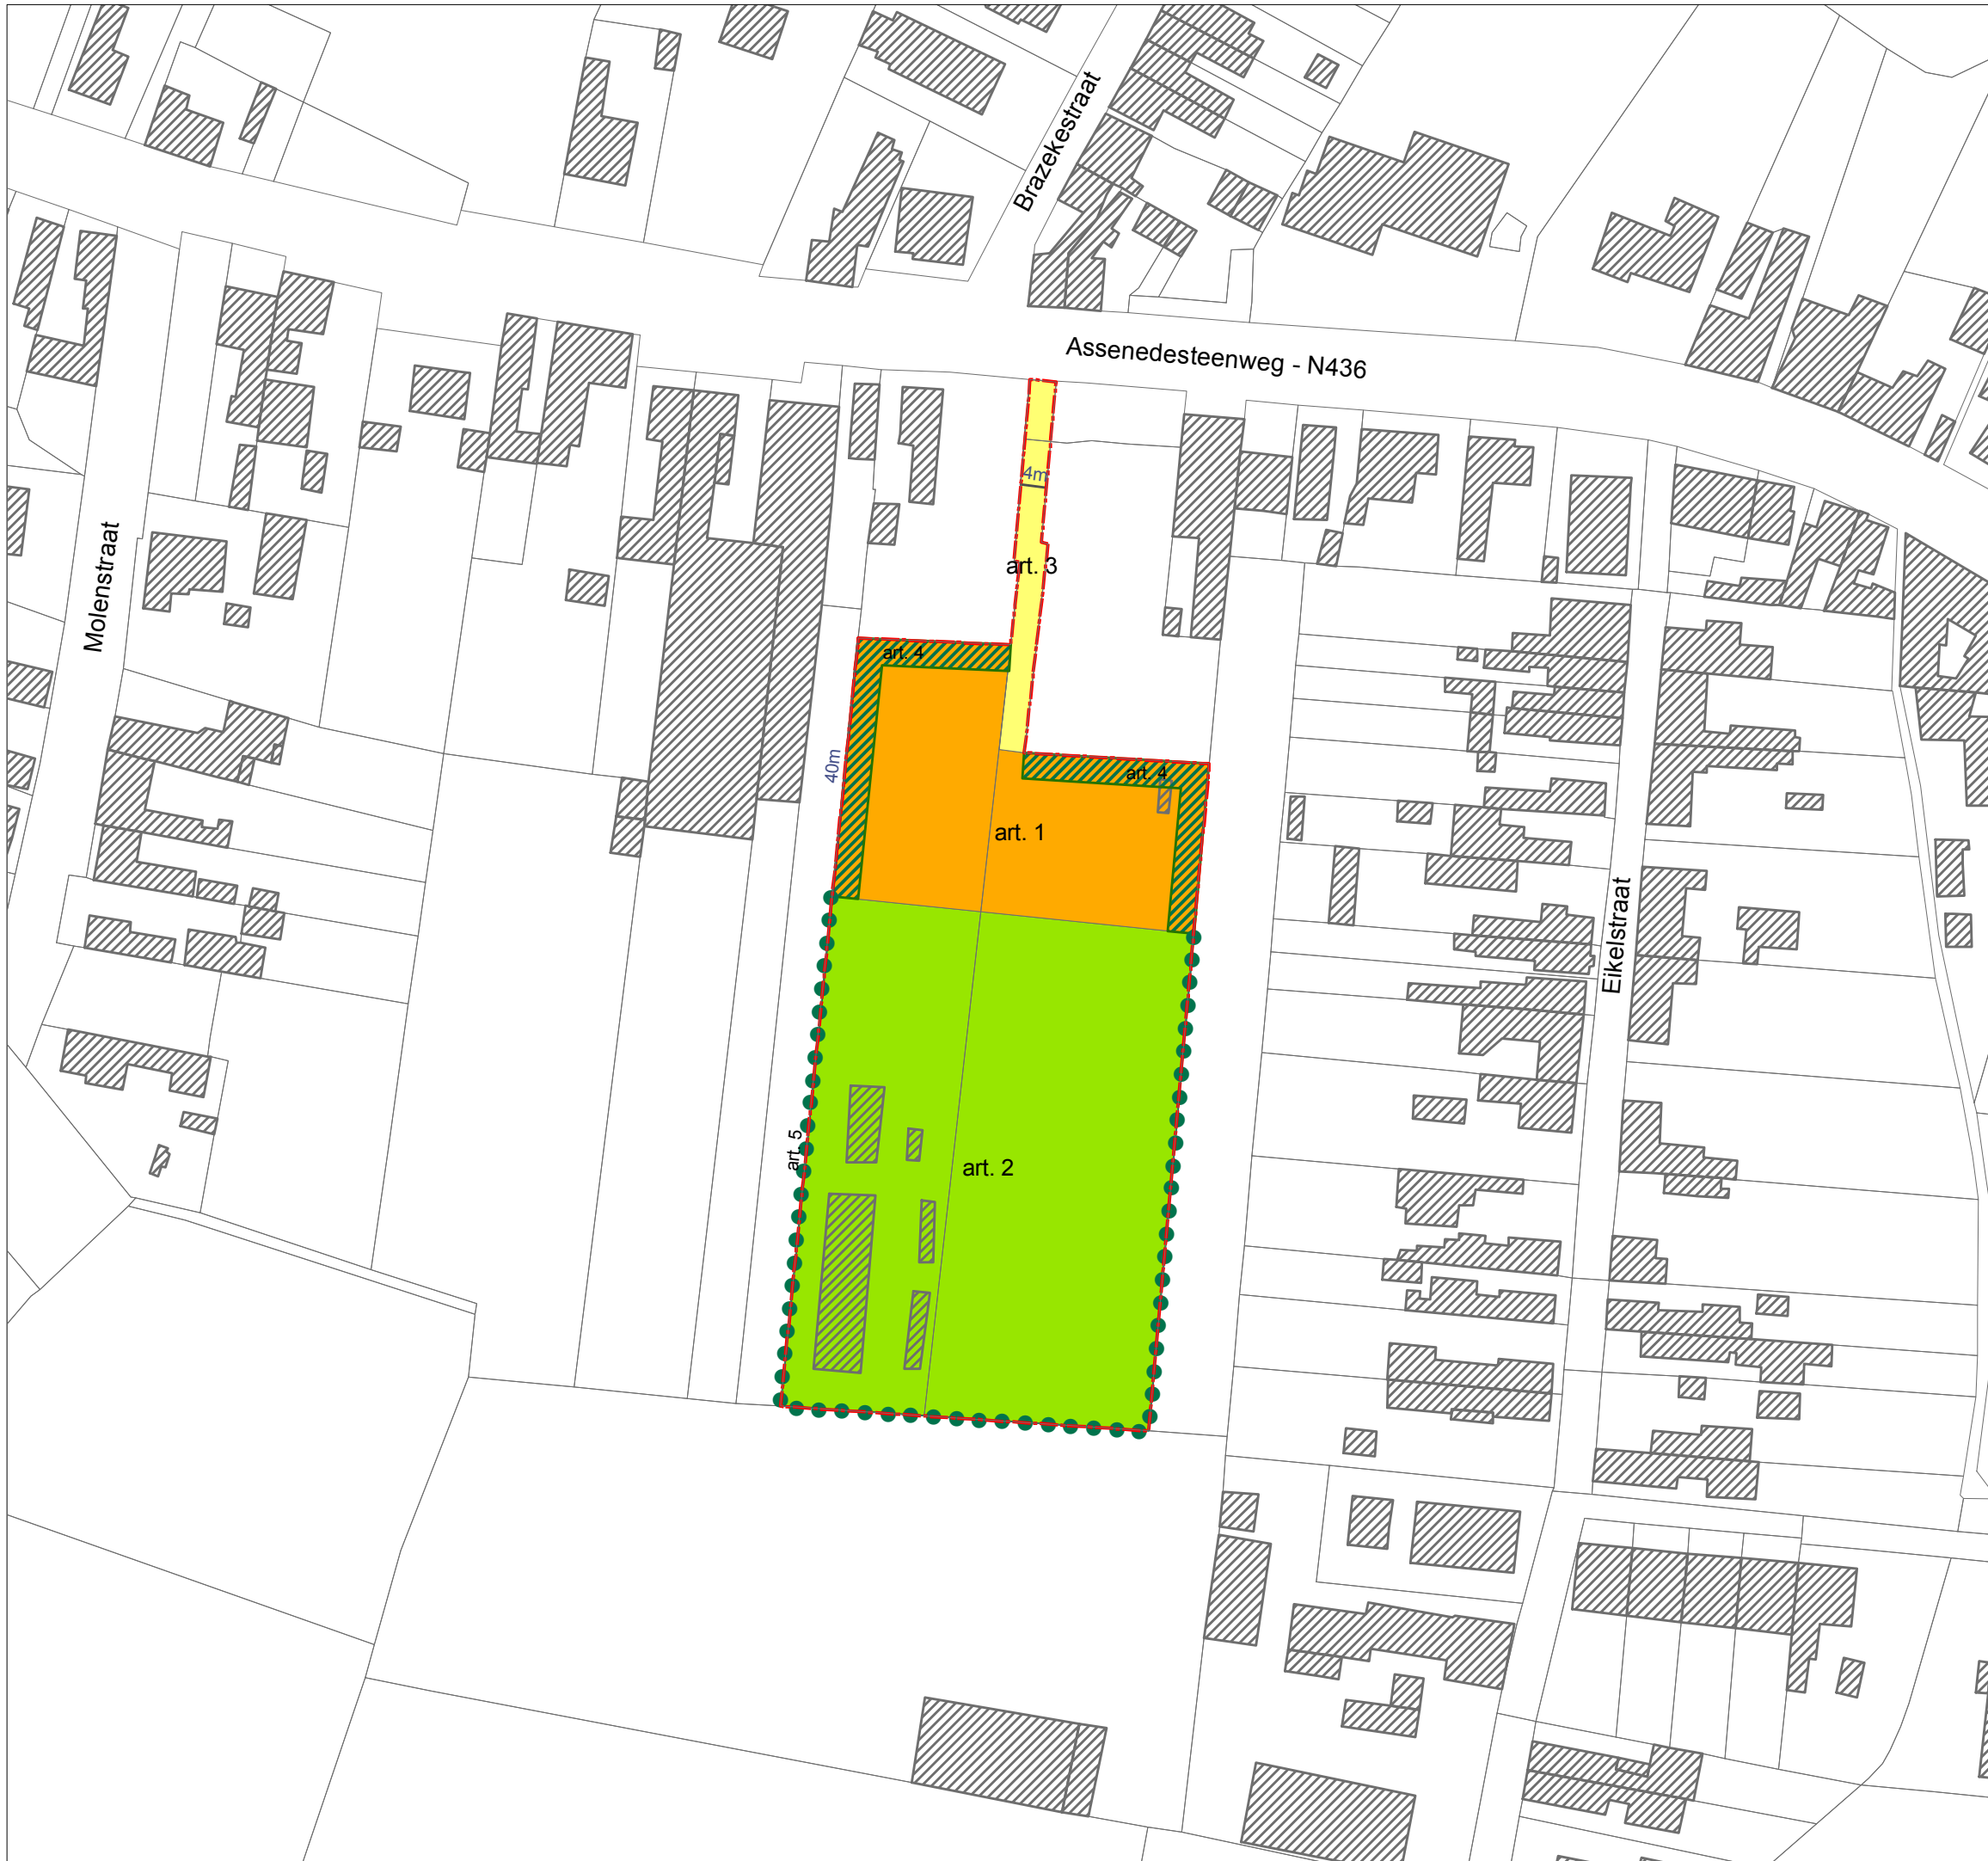 Brazekestraat
Assenedesteenweg - N436
4m
Molenstraat
art. 3
art. 4
40m
art. 4
art. 1
Eikelstraat
art. 5
art. 2